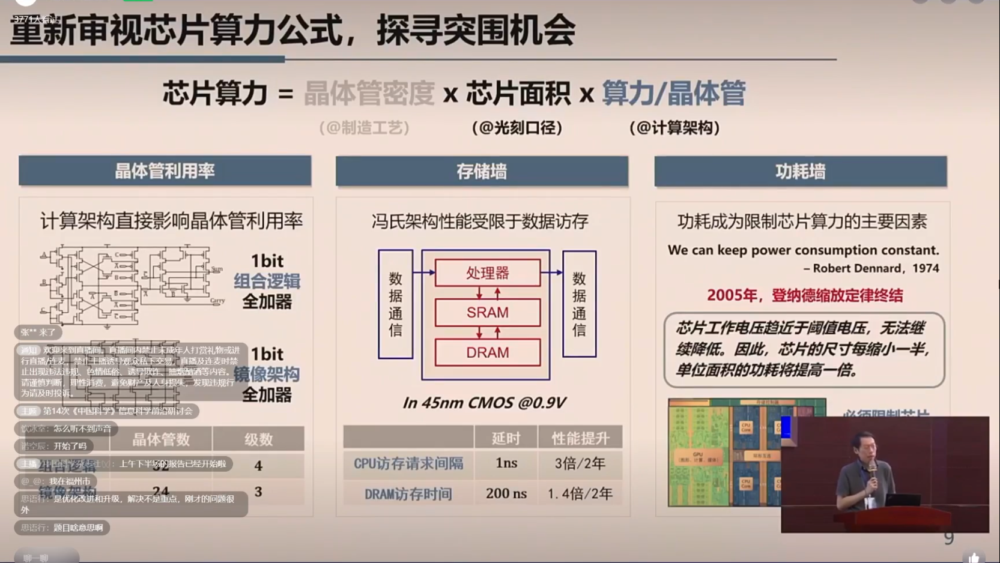 3771人看过
重新审视芯片算力公式，探寻突围机会
芯片算力 = 晶体管密度 x 芯片面积 x 算力/晶体管
（@制造工艺）
（@光刻口径）
（@计算架构）
晶体管利用率
计算架构直接影响晶体管利用率
A
B
C
Sum
Carry
1bit
组合逻辑
全加器
1bit
镜像架构
全加器
晶体管数
级数
组合逻辑
32
4
镜像架构
24
3
存储墙
冯氏架构性能受限于数据访存
数据通信
处理器
SRAM
DRAM
数据通信
In 45nm CMOS @0.9V
延时
性能提升
CPU访存请求间隔
1ns
3倍/2年
DRAM访存时间
200 ns
1.4倍/2年
功耗墙
功耗成为限制芯片算力的主要因素
We can keep power consumption constant.
– Robert Dennard，1974
2005年，登纳德缩放定律终结
芯片工作电压趋近于阈值电压，无法继
续降低。因此，芯片的尺寸每缩小一半，
单位面积的功耗将提高一倍。
必须限制芯片
存储控制器
GPU
CPU
Core
CPU
Core
9
张** 来了
通知 欢迎来到直播间。直播间内禁止未成年人打赏礼物或进
行直播/连麦，禁止主播诱导观众私下交易，直播及连麦时禁
止出现违法违规、色情低俗、诱导欺诈、抽烟酗酒等内容。
请谨慎判断，理性消费，避免财产及人身损失，发现违规行
为请及时投诉。
主题 第14次《中国科学》信息科学前沿研讨会
饮冰室：怎么听不到声音
诺空辰：开始了吗
主播 中国科学杂志社：上午下半场的报告已经开始啦
@_@：我在福州市
思语行：是优化改进和升级，解决不是重点，刚才的问题很
外
思语行：题目啥意思啊
聊一聊